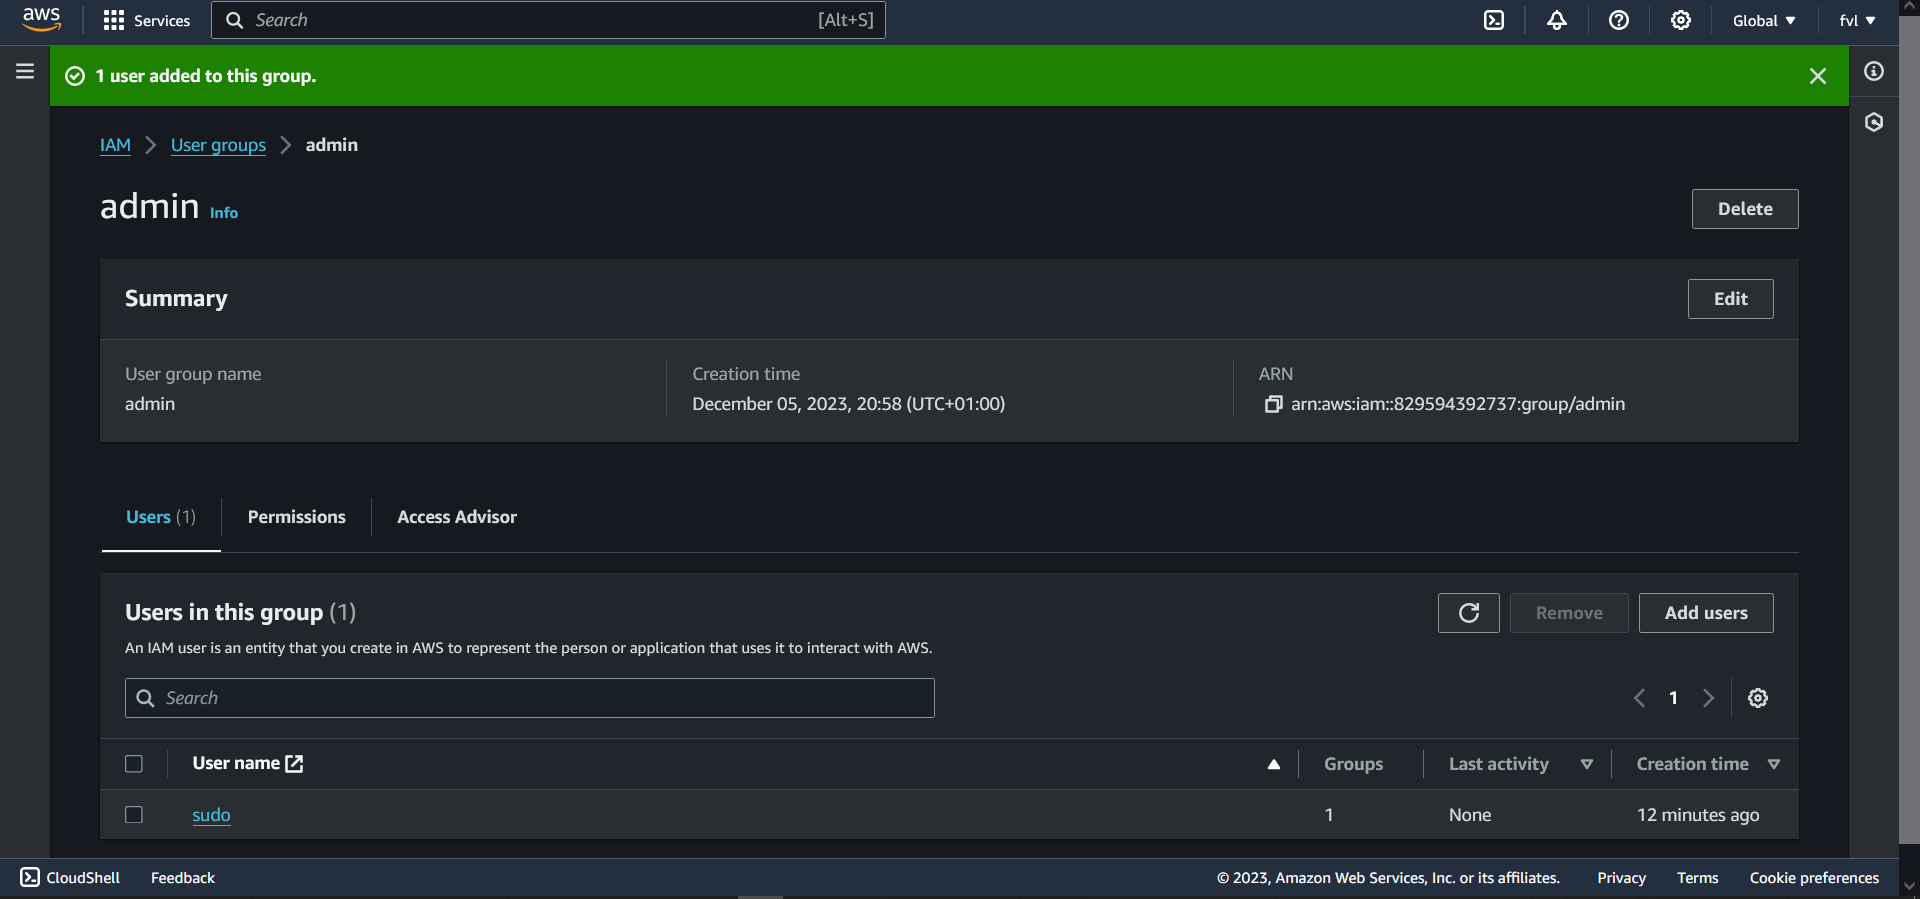 aws Services Search [Alt+S] Global fvl
1 user added to this group.
IAM User groups admin
admin Info Delete
Summary Edit
User group name Creation time ARN
admin December 05, 2023, 20:58 (UTC+01:00) arn:aws:iam::829594392737:group/admin
Users (1) Permissions Access Advisor
Users in this group (1) Remove Add users
An IAM user is an entity that you create in AWS to represent the person or application that uses it to interact with AWS.
Search 1
User name Groups Last activity Creation time
sudo 1 None 12 minutes ago
CloudShell Feedback © 2023, Amazon Web Services, Inc. or its affiliates. Privacy Terms Cookie preferences